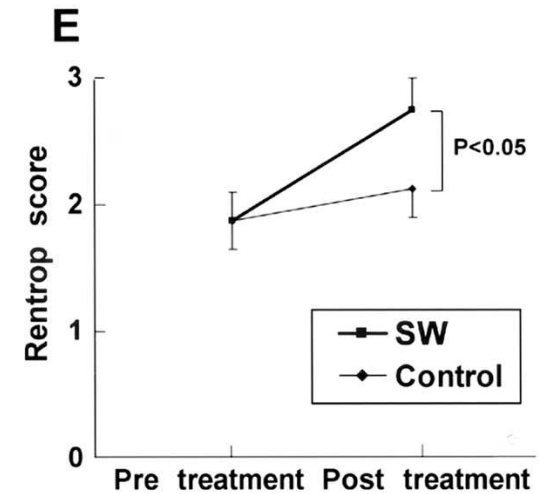 E
3
2
1
0
Rentrop score
P<0.05
SW
Control
Pre treatment Post treatment